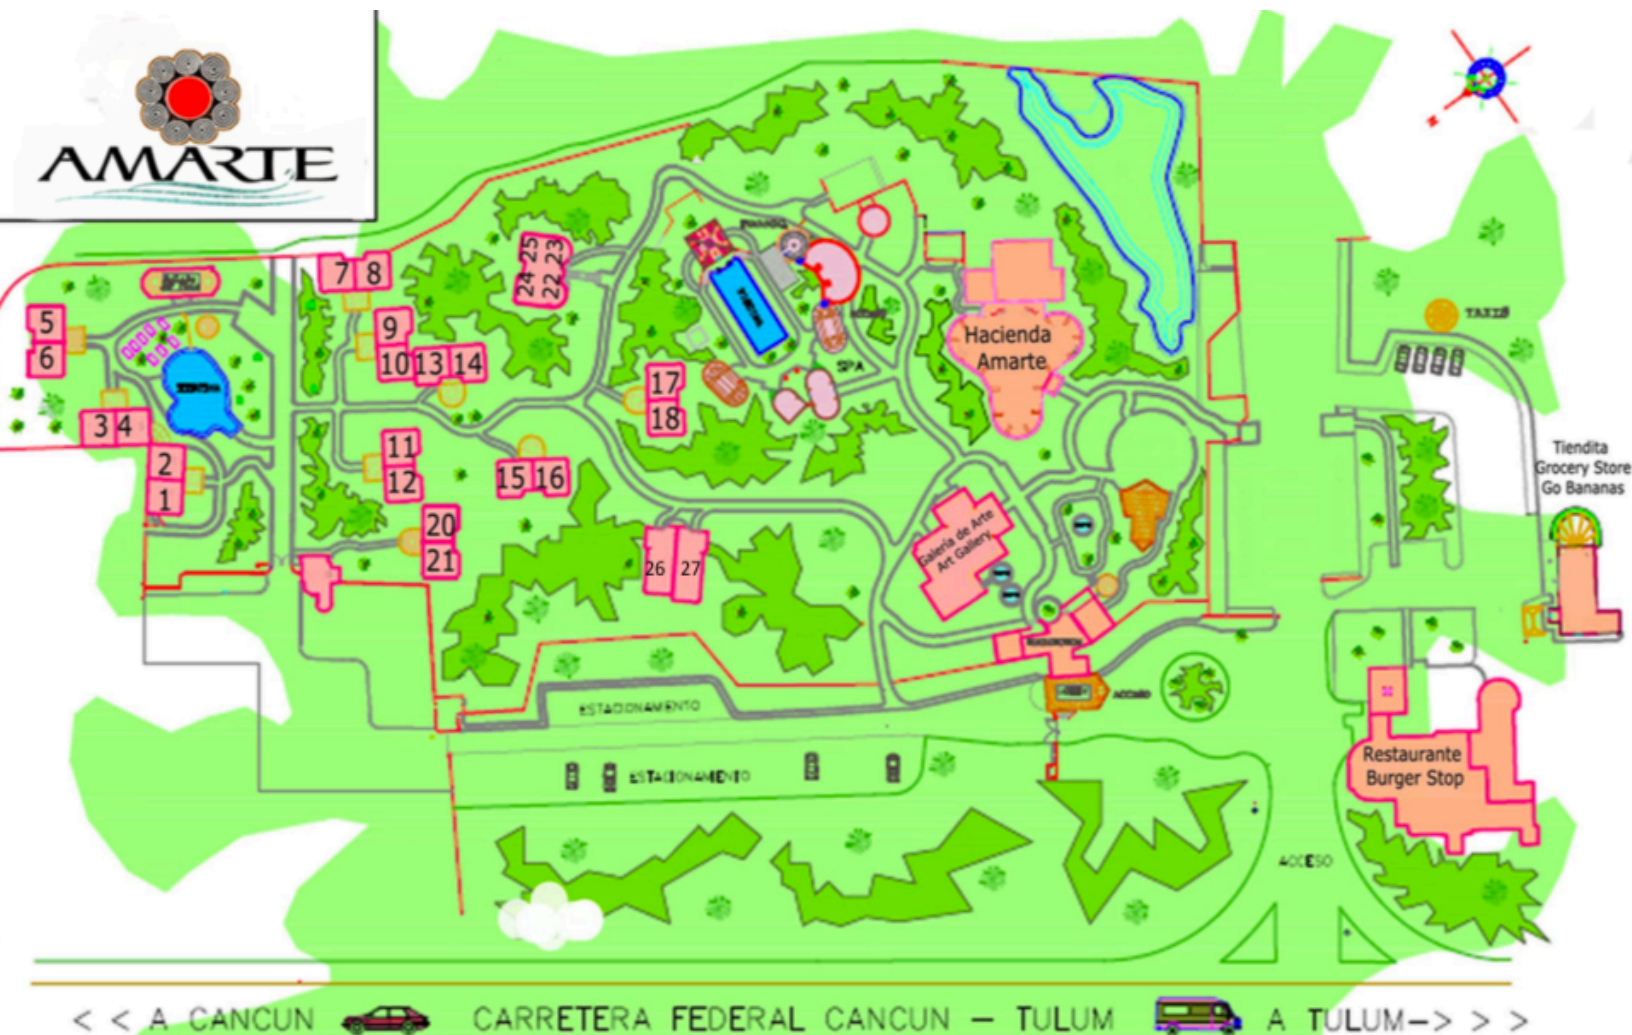 AMARTE
7 8
25
24
23
22
5
6
9
10 13 14
17
18
3 4
2
1
11
12
15 16
20
21
26 27
SPA
Hacienda
Amarte
Galeria de Arte
Art Gallery
TAXIS
Tiendita
Grocery Store
Go Bananas
ACCESO
ESTACIONAMIENTO
ESTACIONAMIENTO
Restaurante
Burger Stop
ACCESO
< < A CANCUN CARRETERA FEDERAL CANCUN - TULUM A TULUM-> > >